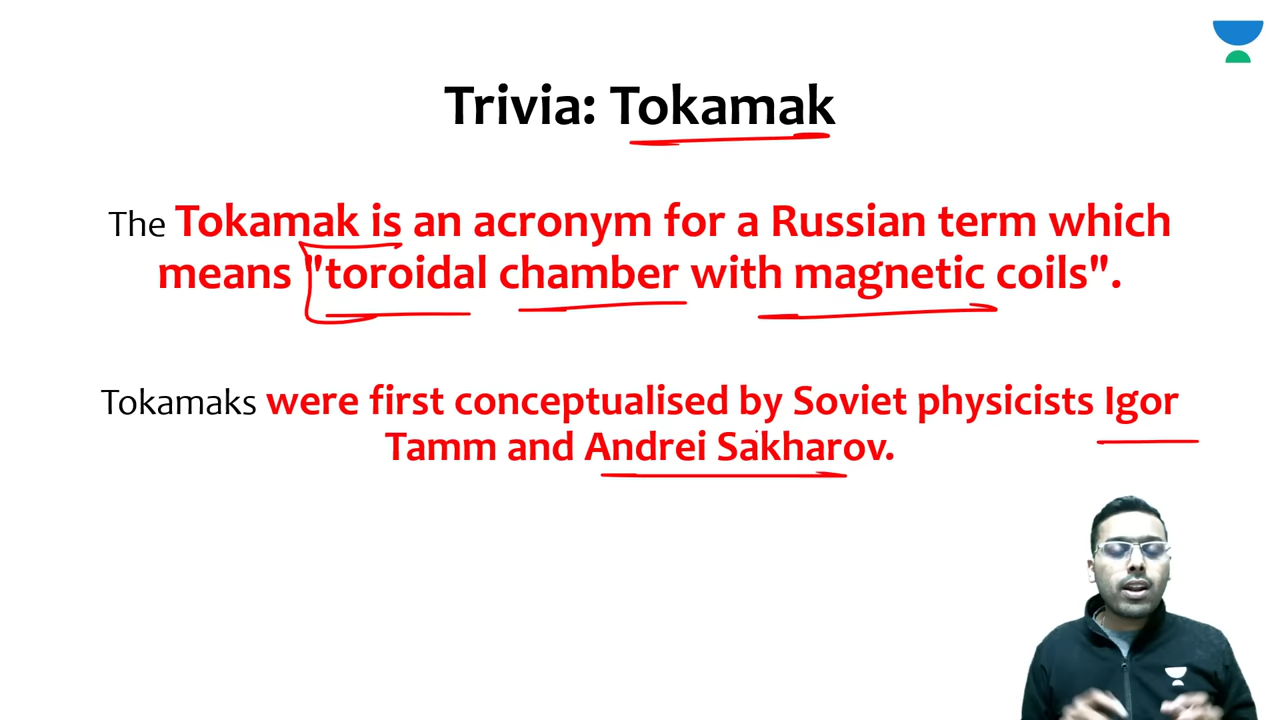 Trivia: Tokamak
The Tokamak is an acronym for a Russian term which
means "toroidal chamber with magnetic coils".
Tokamaks were first conceptualised by Soviet physicists Igor
Tamm and Andrei Sakharov.